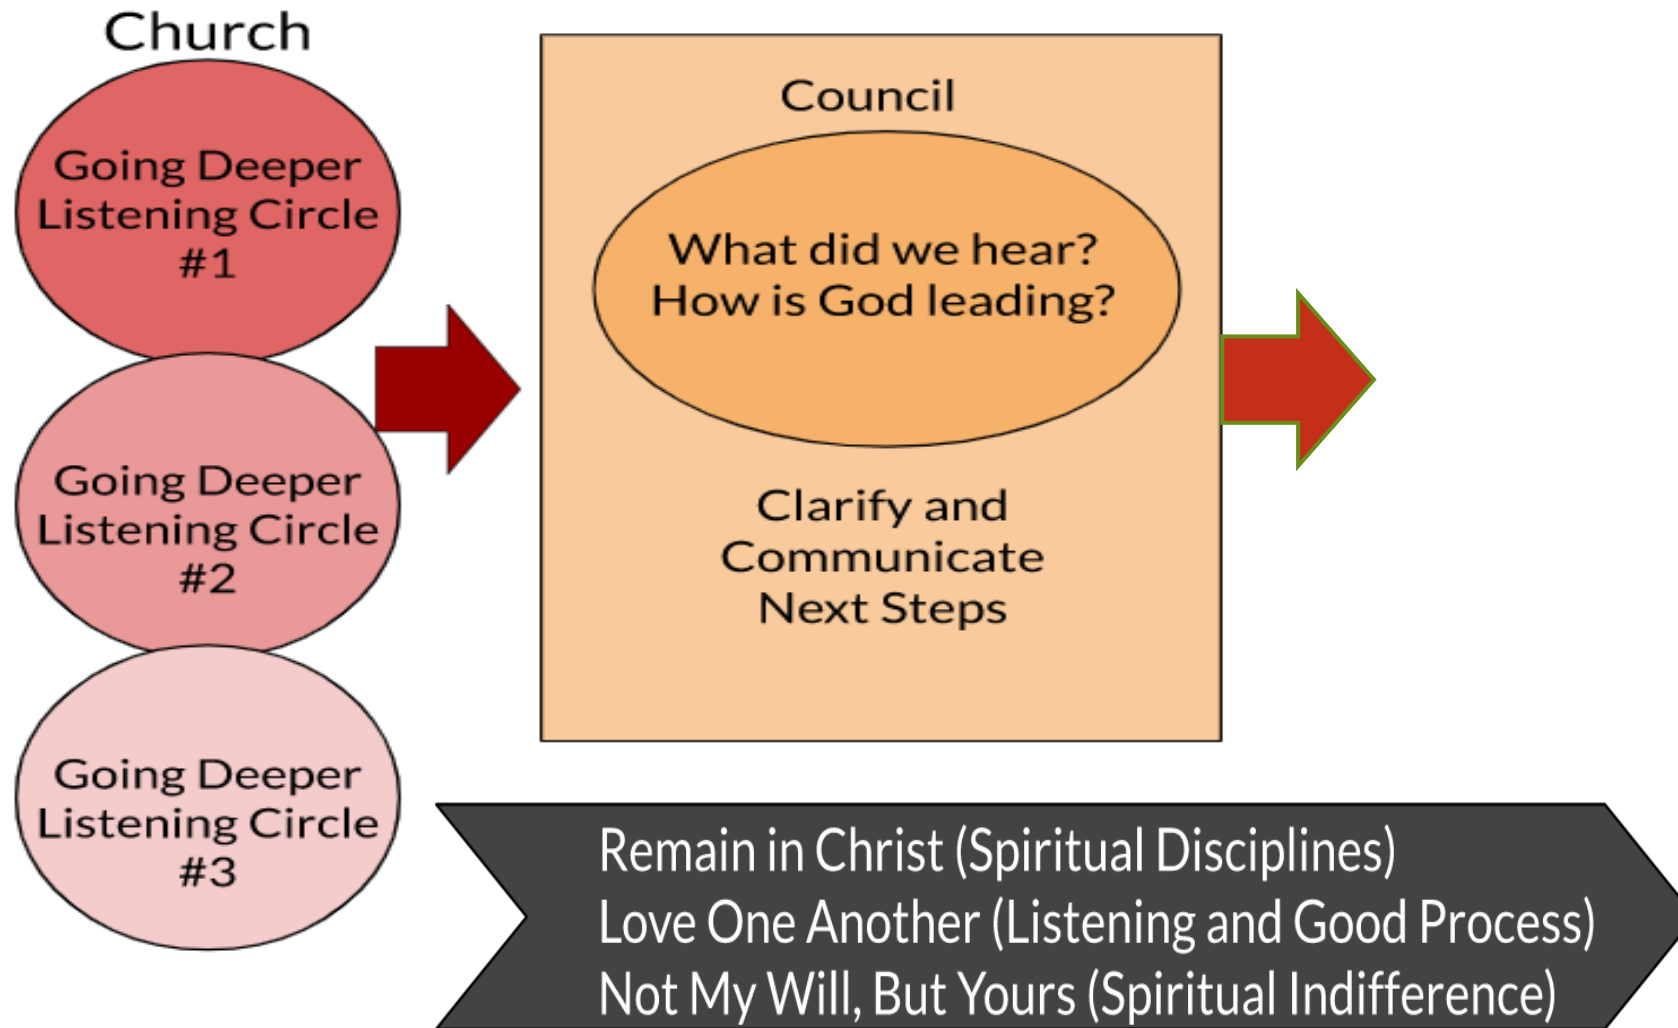 Church
Going Deeper
Listening Circle
#1
Going Deeper
Listening Circle
#2
Going Deeper
Listening Circle
#3
Council
What did we hear?
How is God leading?
Clarify and
Communicate
Next Steps
Remain in Christ (Spiritual Disciplines)
Love One Another (Listening and Good Process)
Not My Will, But Yours (Spiritual Indifference)